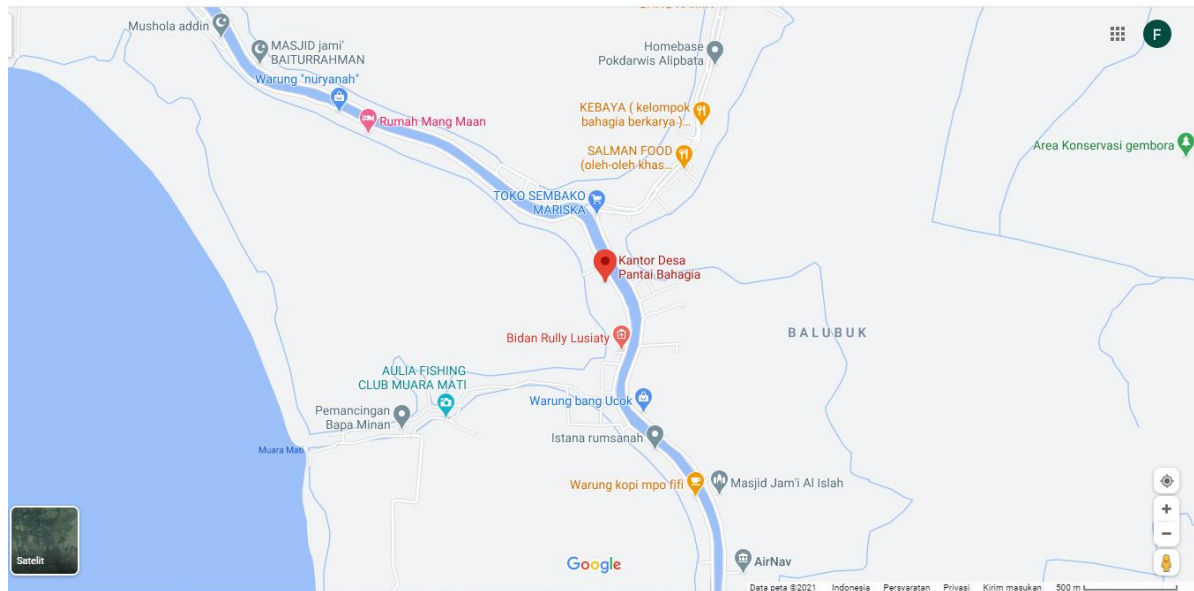 Mushola addin
MASJID jami'
BAITURRAHMAN
Warung "nuryanah"
Rumah Mang Maan
Homebase
Pokdarwis Alipbata
F
KEBAYA ( kelompok
bahagia berkarya )...
SALMAN FOOD
(oleh-oleh khas...
Area Konservasi gembora
TOKO SEMBAKO
MARISKA
Kantor Desa
Pantai Bahagia
BALUBUK
Bidan Rully Lusiaty
AULIA FISHING
CLUB MUARA MATI
Pemancingan
Bapa Minan
Muara Mati
Warung bang Ucok
Istana rumsanah
Warung kopi mpo fifi
Masjid Jam'i Al Islah
AirNav
Satelit
Google
Data peta ©2021 Indonesia Persyaratan Privasi Kirim masukan 500 m